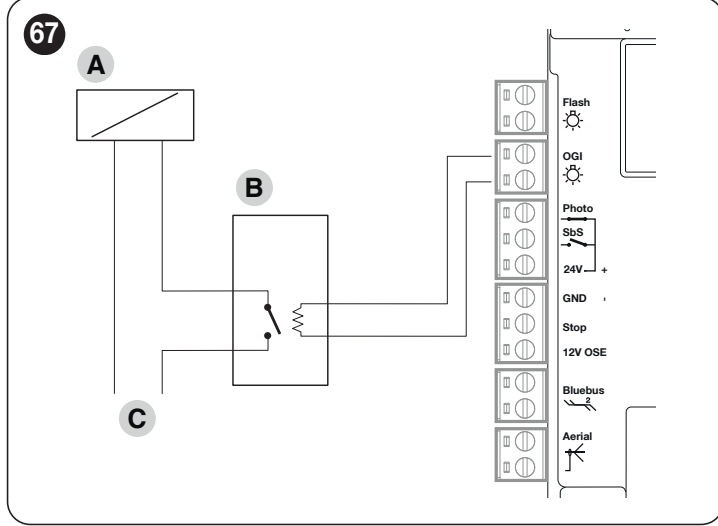 67
A
B
C
Flash
OGI
Photo
SbS
24V +
GND -
Stop
12V OSE
Bluebus
2
Aerial